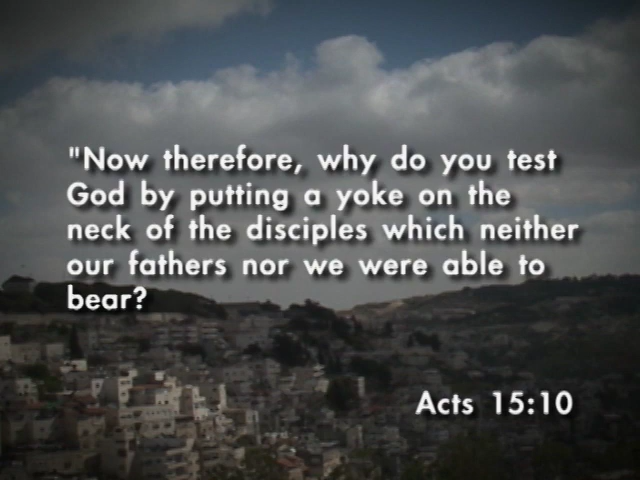 "Now therefore, why do you test
God by putting a yoke on the
neck of the disciples which neither
our fathers nor we were able to
bear?
Acts 15:10